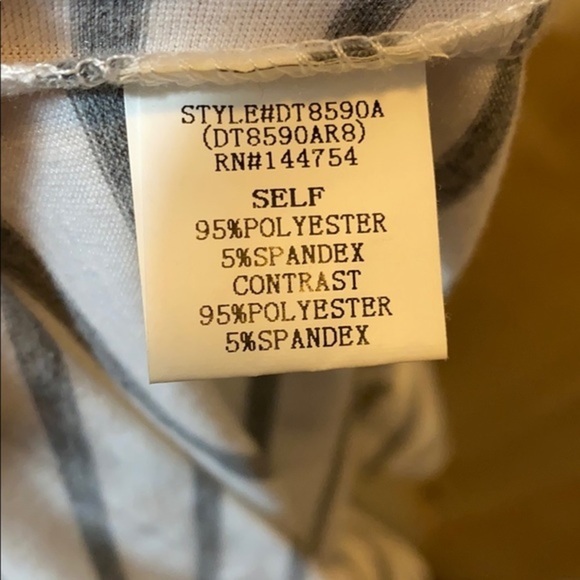 STYLE#DT8590A
(DT8590AR8)
RN#144754
SELF
95%POLYESTER
5%SPANDEX
CONTRAST
95%POLYESTER
5%SPANDEX